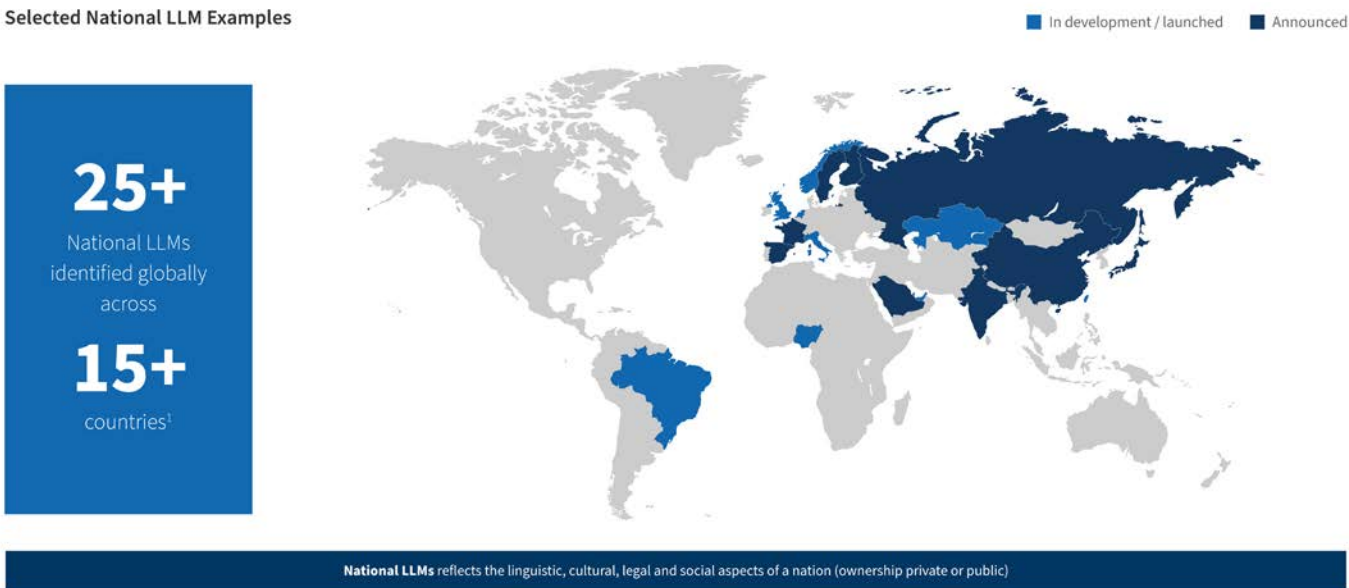 Selected National LLM Examples
In development / launched
Announced
25+
National LLMs
identified globally
across
15+
countries¹
National LLMs reflects the linguistic, cultural, legal and social aspects of a nation (ownership private or public)